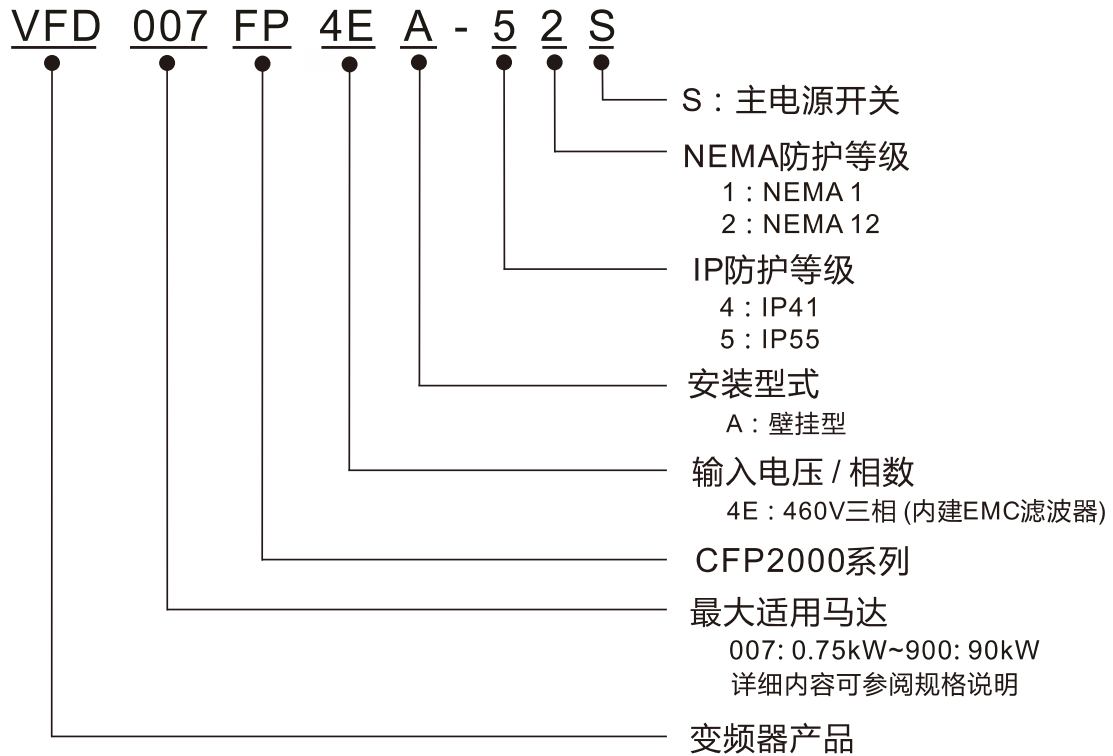 VFD 007 FP 4E A - 5 2 S
S：主电源开关
NEMA防护等级
1：NEMA 1
2：NEMA 12
IP防护等级
4：IP41
5：IP55
安装型式
A：壁挂型
输入电压 / 相数
4E：460V三相 (内建EMC滤波器)
CFP2000系列
最大适用马达
007: 0.75kW~900: 90kW
详细内容可参阅规格说明
变频器产品